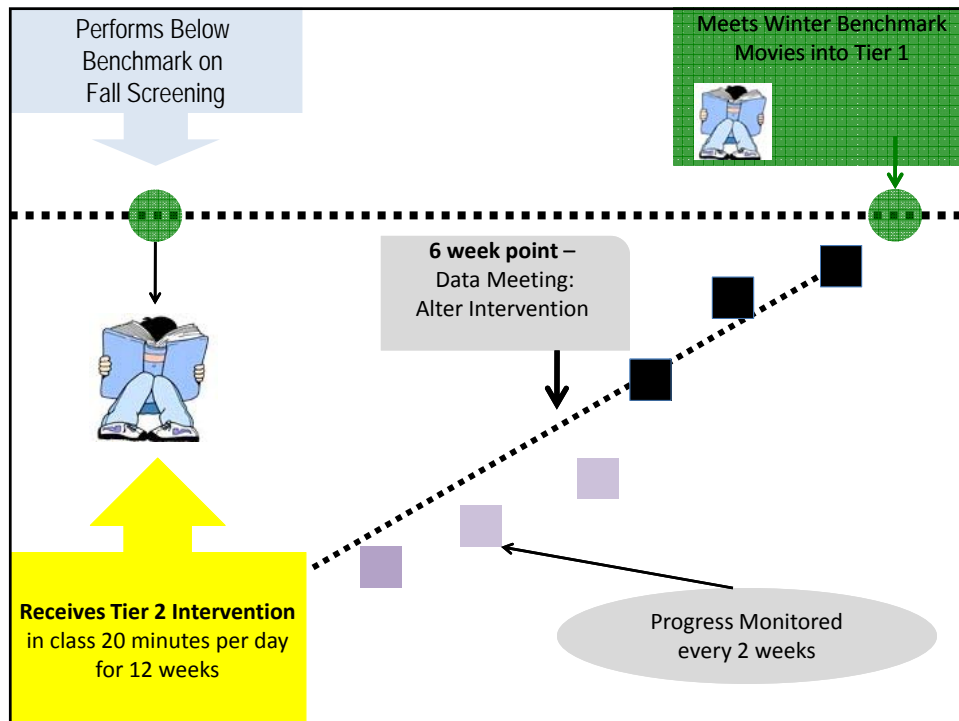 Performs Below
Benchmark on
Fall Screening
Meets Winter Benchmark
Movies into Tier 1
6 week point –
Data Meeting:
Alter Intervention
Receives Tier 2 Intervention
in class 20 minutes per day
for 12 weeks
Progress Monitored
every 2 weeks